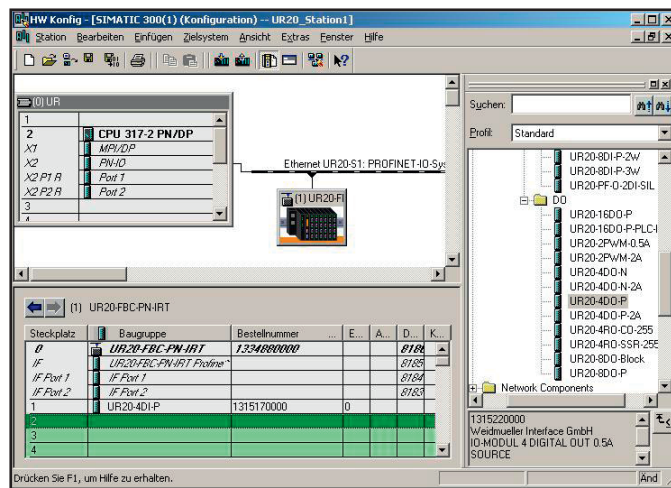 HW Konfig - [SIMATIC 300(1) (Konfiguration) -- UR20_Station1]
Station Bearbeiten Einfügen Zielsystem Ansicht Extras Fenster Hilfe
(0) UR
1
2 CPU 317-2 PN/DP
X1 MPI/DP
X2 PN-IO
X2 P1 R Port 1
X2 P2 R Port 2
3
4
Ethernet UR20-S1: PROFINET-IO-Sys
(1) UR20-FI
Suchen:
Profil: Standard
UR20-8DI-P-2W
UR20-8DI-P-3W
UR20-PF-O-2DI-SIL
DO
UR20-16DO-P
UR20-16DO-P-PLC-I
UR20-2PWM-0.5A
UR20-2PWM-2A
UR20-4DO-N
UR20-4DO-N-2A
UR20-4DO-P
UR20-4DO-P-2A
UR20-4RO-CO-255
UR20-4RO-SSR-255
UR20-8DO-Block
UR20-8DO-P
Network Components
1315220000
Weidmueller Interface GmbH
IO-MODUL 4 DIGITAL OUT 0.5A
SOURCE
(1) UR20-FBC-PN-IRT
Steckplatz Baugruppe Bestellnummer ... E... A... D... K...
0 UR20-FBC-PN-IRT 1334880000 8186
IF UR20-FBC-PN-IRT Profine 8185
IF Port 1 IF Port 1 8184
IF Port 2 IF Port 2 8183
1 UR20-4DI-P 1315170000 0
2
3
4
Drücken Sie F1, um Hilfe zu erhalten.
Änd